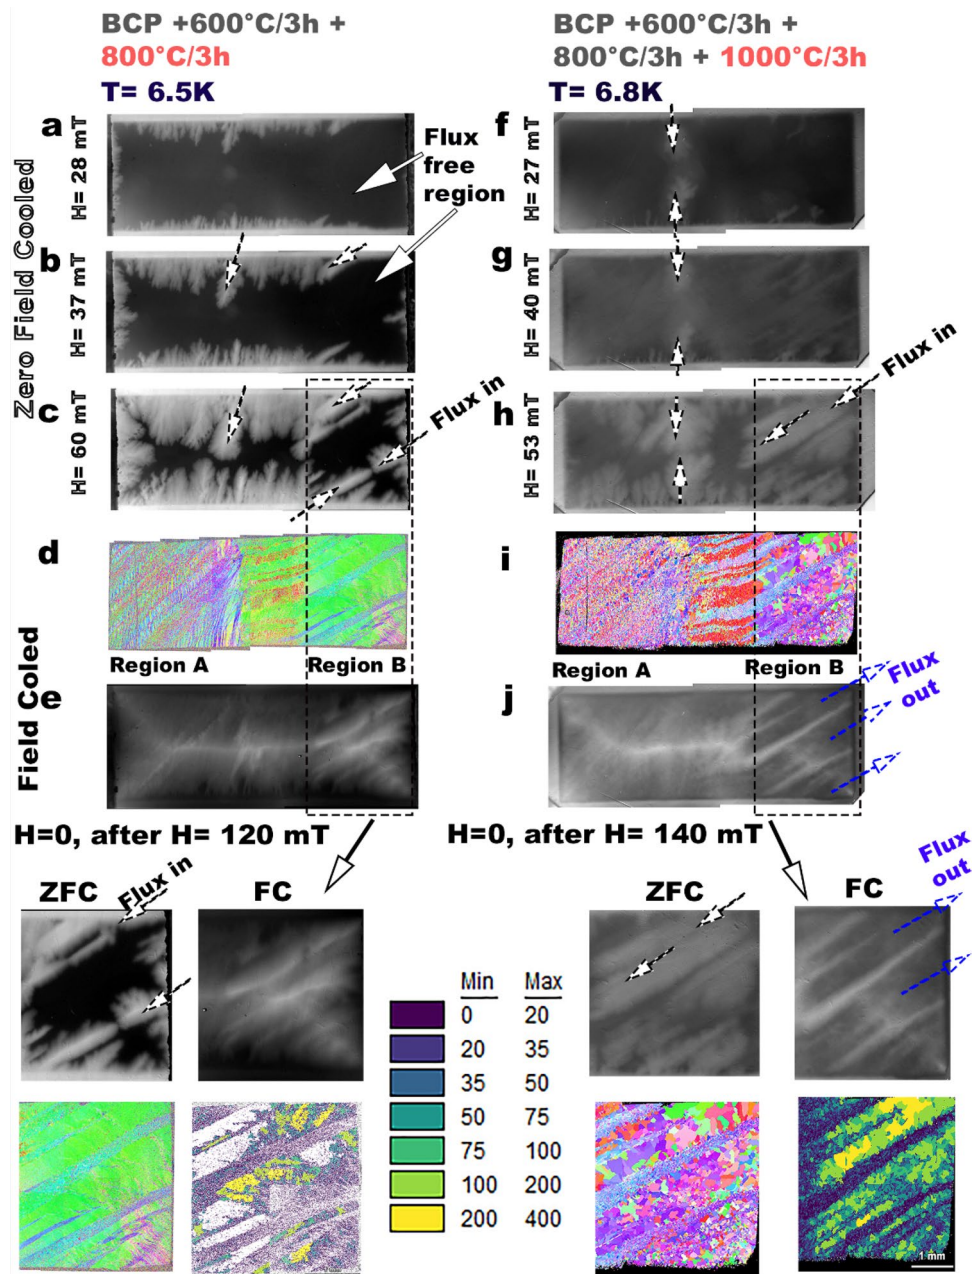 BCP +600°C/3h +
800°C/3h
T= 6.5K
BCP +600°C/3h +
800°C/3h + 1000°C/3h
T= 6.8K
Zero Field Cooled
a
H= 28 mT
Flux
free
region
b
H= 37 mT
c
H= 60 mT
Flux in
f
H= 27 mT
g
H= 40 mT
h
H= 53 mT
Flux in
d
Region A
Region B
i
Region A
Region B
Field Coled
e
j
Flux
out
H=0, after H= 120 mT
H=0, after H= 140 mT
ZFC
Flux in
FC
ZFC
FC
Flux
out
Min Max
0 20
20 35
35 50
50 75
75 100
100 200
200 400
1 mm